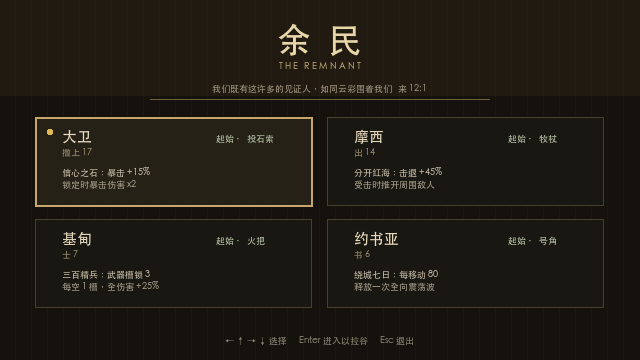 余 民
THE REMNANT
我们既有这许多的见证人·如同云彩围着我们 来 12:1
大卫 起始· 投石索
撒上 17
信心之石：暴击 +15%
锁定时暴击伤害 x2
摩西 起始· 牧杖
出 14
分开红海：击退 +45%
受击时推开周围敌人
基甸 起始· 火把
士 7
三百精兵：武器槽锁 3
每空 1 槽·全伤害 +25%
约书亚 起始· 号角
书 6
绕城七日：每移动 80
释放一次全向震荡波
← ↑ → ↓ 选择 Enter 进入以拉谷 Esc 退出